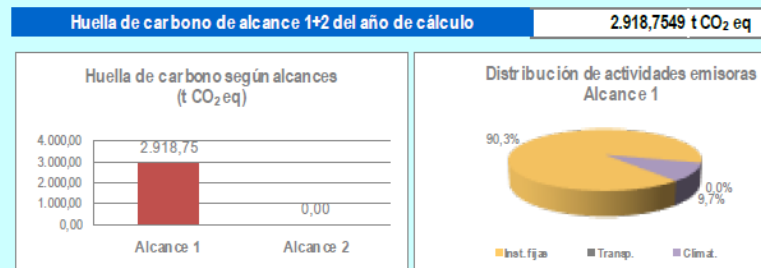 Huella de carbono de alcance 1+2 del año de cálculo
2.918,7549 t CO₂ eq
Huella de carbono según alcances
(t CO₂ eq)
4.000,00
3.000,00
2.000,00
1.000,00
0,00
2.918,75
0,00
Alcance 1
Alcance 2
Distribución de actividades emisoras
Alcance 1
90,3%
0,0%
9,7%
Inst. fijas
Transp.
Climat.